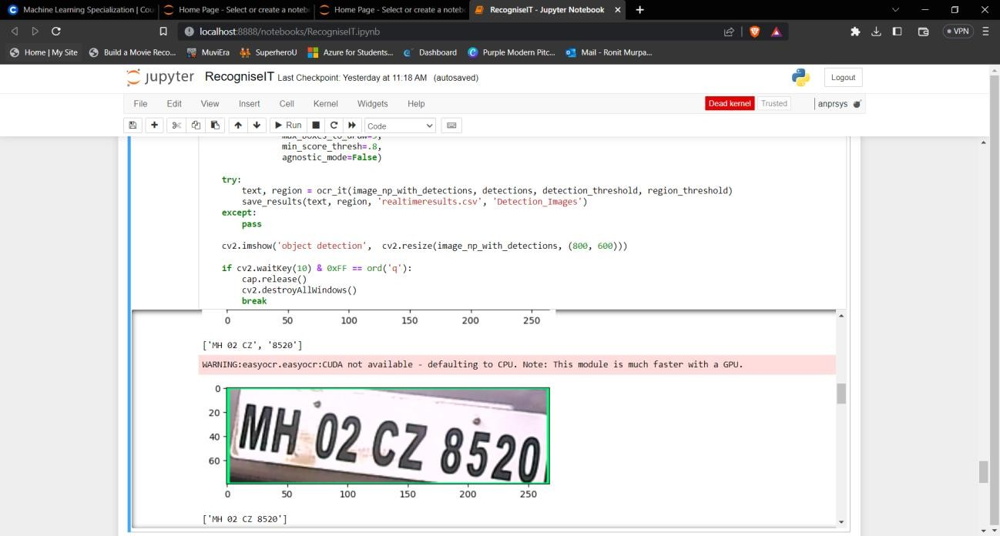 Machine Learning Specialization | Cou
Home Page - Select or create a noteb
Home Page - Select or create a noteb
RecogniseIT - Jupyter Notebook
localhost:8888/notebooks/RecogniseIT.ipynb
VPN
Home | My Site
Build a Movie Reco...
MuviEra
SuperheroU
Azure for Students...
Dashboard
Purple Modern Pitc...
Mail - Ronit Murpa...
jupyter RecogniseIT Last Checkpoint: Yesterday at 11:18 AM (autosaved)
Logout
File Edit View Insert Cell Kernel Widgets Help
Dead kernel
Trusted
anprsys
Run
Code
max_boxes_to_draw=5,
min_score_thresh=.8,
agnostic_mode=False)
try:
text, region = ocr_it(image_np_with_detections, detections, detection_threshold, region_threshold)
save_results(text, region, 'realtimeresults.csv', 'Detection_Images')
except:
pass
cv2.imshow('object detection', cv2.resize(image_np_with_detections, (800, 600)))
if cv2.waitKey(10) & 0xFF == ord('q'):
cap.release()
cv2.destroyAllWindows()
break
0 50 100 150 200 250
['MH 02 CZ', '8520']
WARNING:easyocr.easyocr:CUDA not available - defaulting to CPU. Note: This module is much faster with a GPU.
0
20
40
60
MH 02 CZ 8520
0 50 100 150 200 250
['MH 02 CZ 8520']